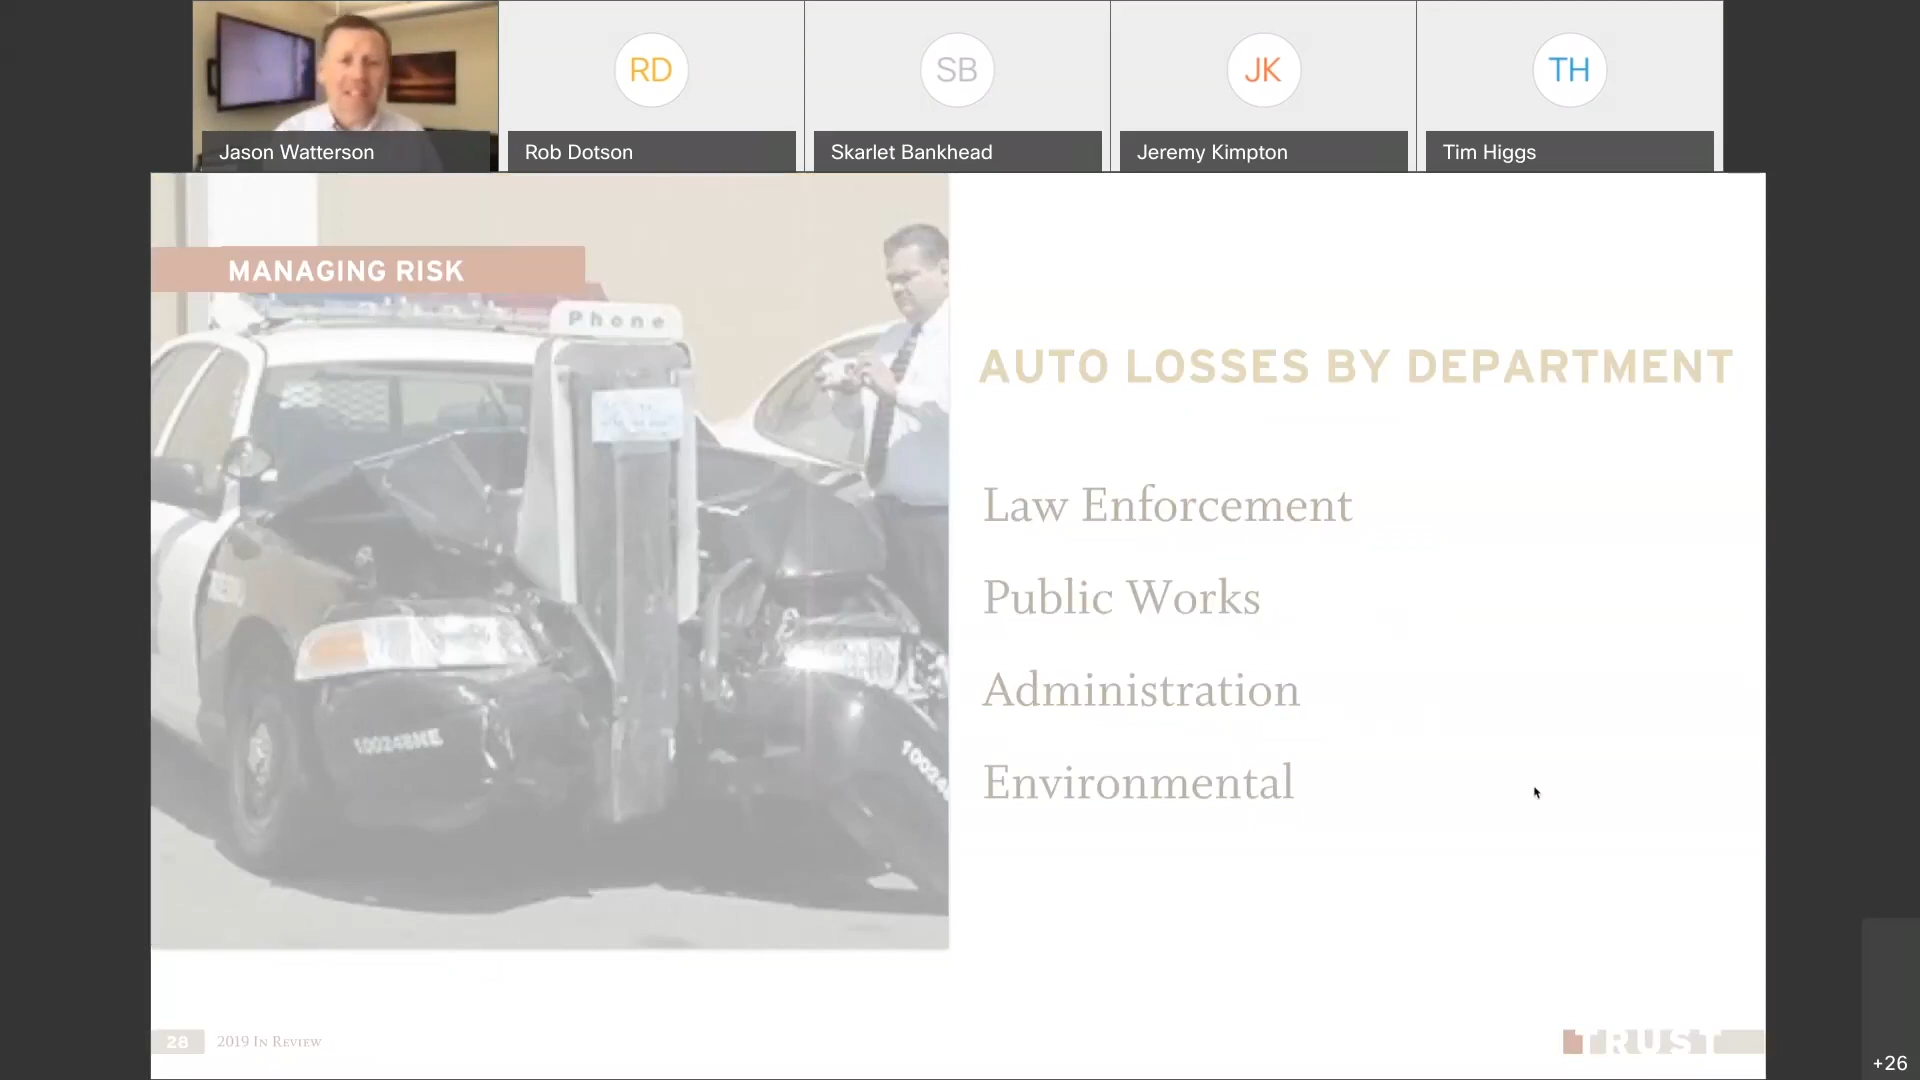 RD
SB
JK
TH
Jason Watterson
Rob Dotson
Skarlet Bankhead
Jeremy Kimpton
Tim Higgs
MANAGING RISK
Phone
AUTO LOSSES BY DEPARTMENT
Law Enforcement
Public Works
Administration
Environmental
28
2019 In Review
TRUST
+26